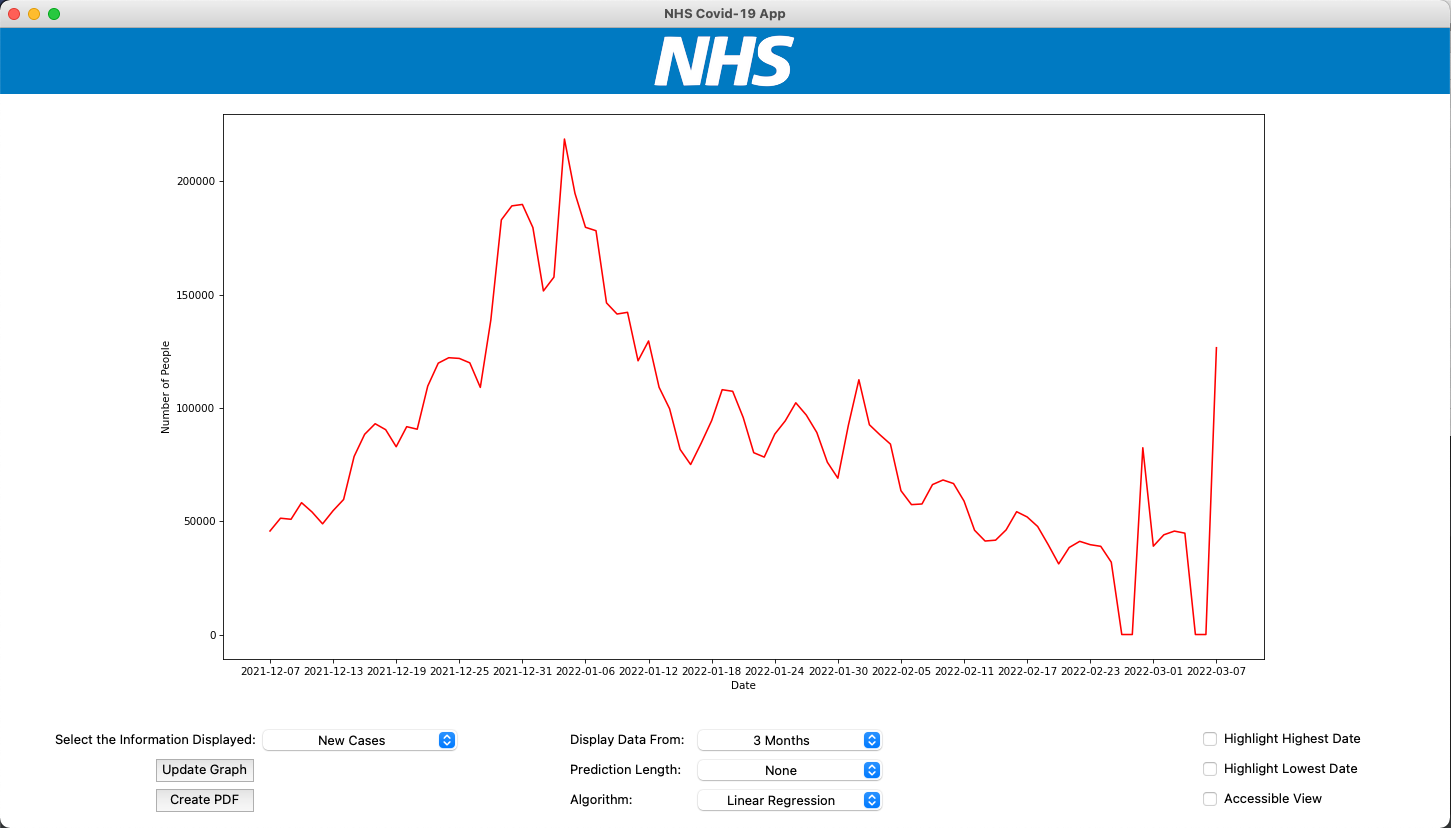 NHS Covid-19 App
NHS
200000
150000
100000
50000
0
Number of People
2021-12-07 2021-12-13 2021-12-19 2021-12-25 2021-12-31 2022-01-06 2022-01-12 2022-01-18 2022-01-24 2022-01-30 2022-02-05 2022-02-11 2022-02-17 2022-02-23 2022-03-01 2022-03-07
Date
Select the Information Displayed: New Cases
Display Data From: 3 Months
Highlight Highest Date
Update Graph
Prediction Length: None
Highlight Lowest Date
Create PDF
Algorithm: Linear Regression
Accessible View